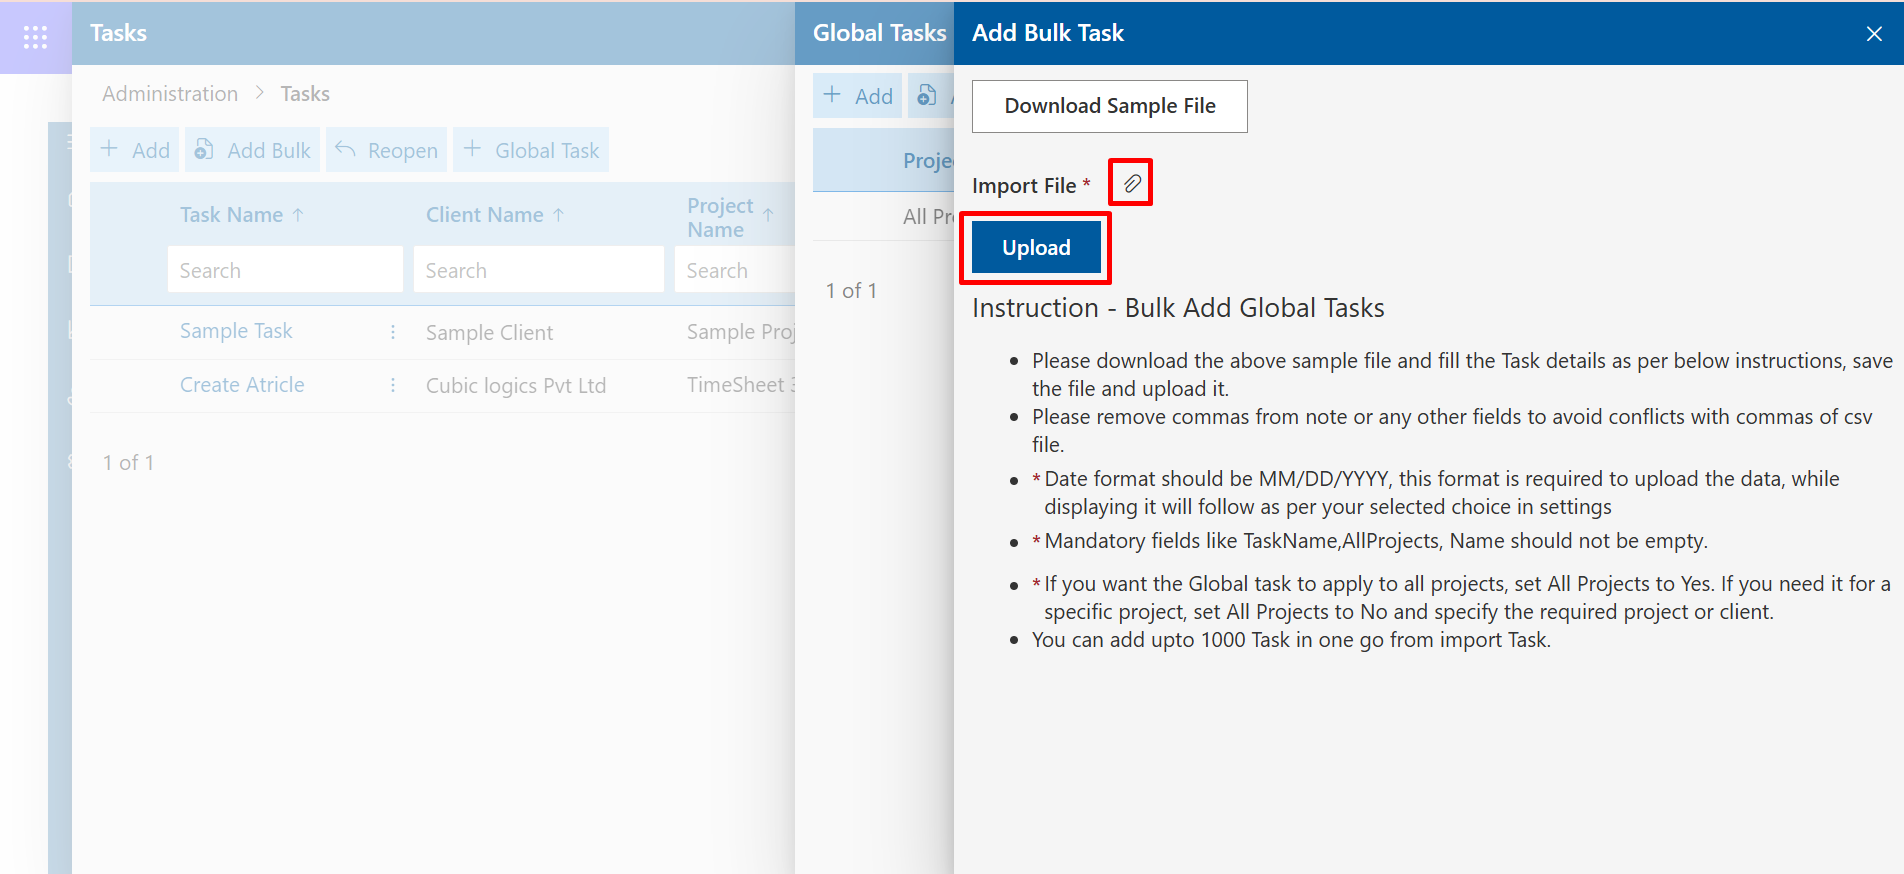 Tasks
Global Tasks
Add Bulk Task
Administration > Tasks
Add
Add Bulk
Reopen
Global Task
Task Name ↑
Client Name ↑
Project
Name ↑
Search
Search
Search
Sample Task
Sample Client
Sample Proj
Create Atricle
Cubic logics Pvt Ltd
TimeSheet 3
1 of 1
Add
Proje
All Pr
1 of 1
Download Sample File
Import File *
Upload
Instruction - Bulk Add Global Tasks
• Please download the above sample file and fill the Task details as per below instructions, save
the file and upload it.
• Please remove commas from note or any other fields to avoid conflicts with commas of csv
file.
• * Date format should be MM/DD/YYYY, this format is required to upload the data, while
displaying it will follow as per your selected choice in settings
• * Mandatory fields like TaskName,AllProjects, Name should not be empty.
• * If you want the Global task to apply to all projects, set All Projects to Yes. If you need it for a
specific project, set All Projects to No and specify the required project or client.
• You can add upto 1000 Task in one go from import Task.